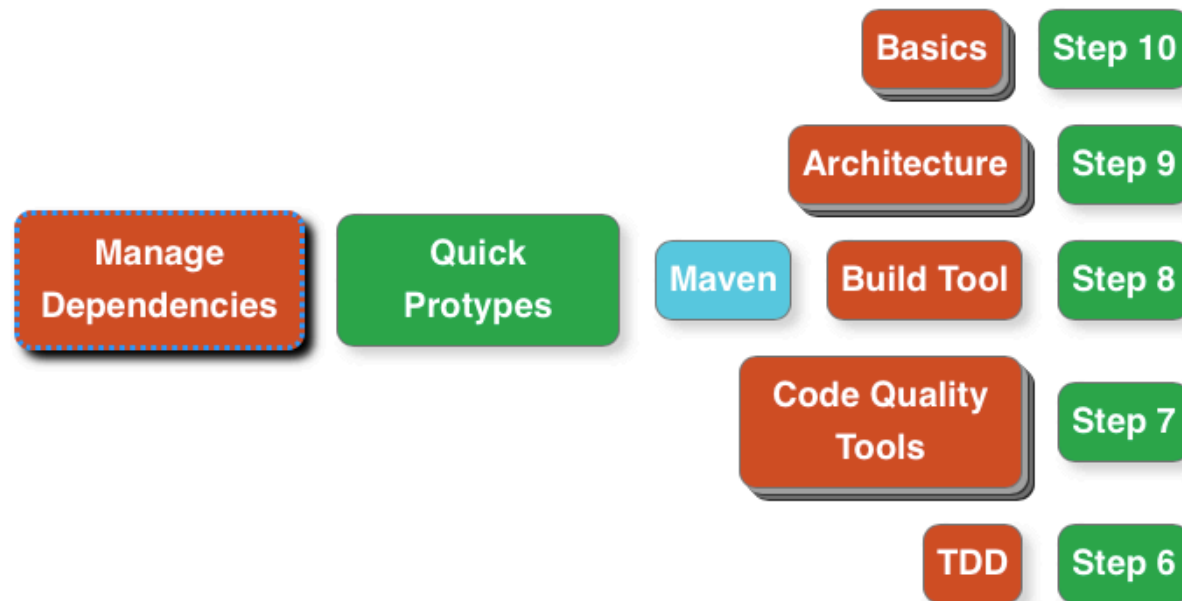 Basics
Step 10
Architecture
Step 9
Manage
Dependencies
Quick
Protypes
Maven
Build Tool
Step 8
Code Quality
Tools
Step 7
TDD
Step 6